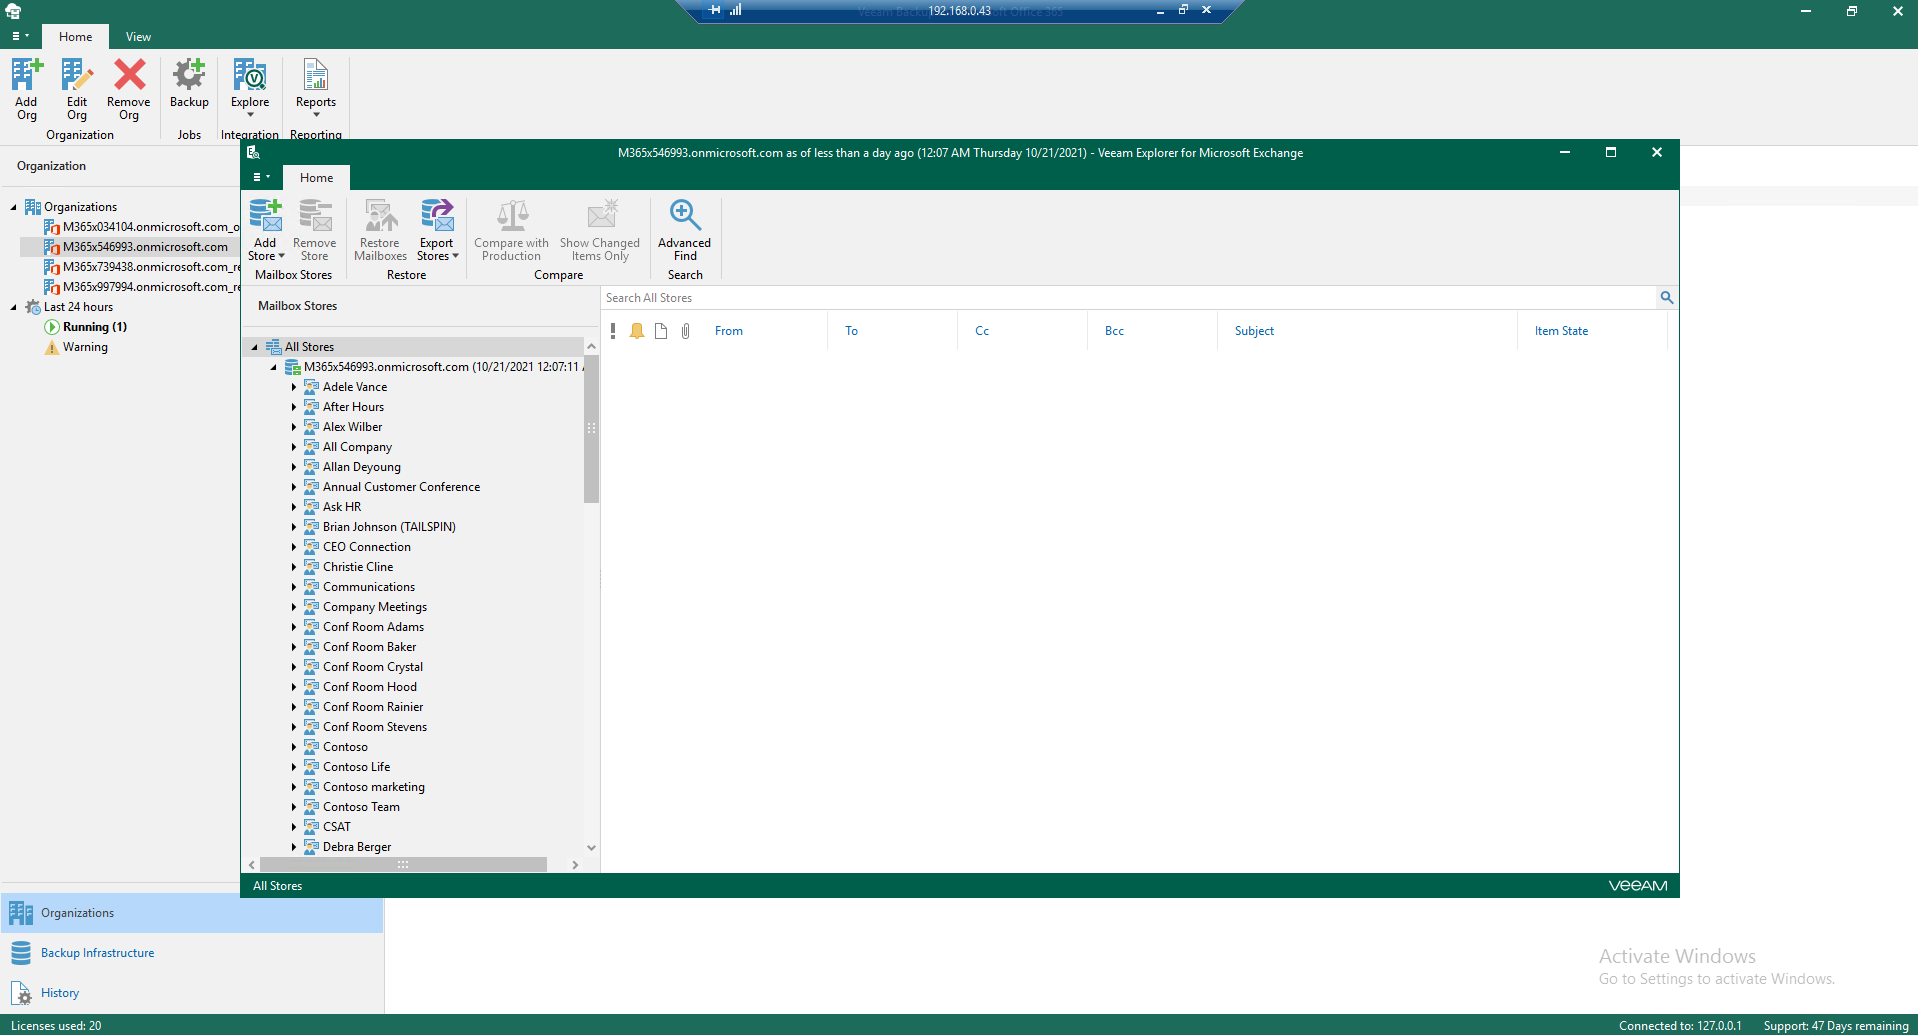 192.168.0.43
Home
View
Add
Org
Edit
Org
Remove
Org
Backup
Explore
Reports
Organization
Jobs
Integration
Reporting
Organization
Organizations
M365x034104.onmicrosoft.com_o
M365x546993.onmicrosoft.com
M365x739438.onmicrosoft.com_re
M365x997994.onmicrosoft.com_re
Last 24 hours
Running (1)
Warning
M365x546993.onmicrosoft.com as of less than a day ago (12:07 AM Thursday 10/21/2021) - Veeam Explorer for Microsoft Exchange
Home
Add
Store
Remove
Store
Restore
Mailboxes
Export
Stores
Compare with
Production
Show Changed
Items Only
Advanced
Find
Mailbox Stores
Restore
Compare
Search
Mailbox Stores
Search All Stores
From
To
Cc
Bcc
Subject
Item State
All Stores
M365x546993.onmicrosoft.com (10/21/2021 12:07:11
Adele Vance
After Hours
Alex Wilber
All Company
Allan Deyoung
Annual Customer Conference
Ask HR
Brian Johnson (TAILSPIN)
CEO Connection
Christie Cline
Communications
Company Meetings
Conf Room Adams
Conf Room Baker
Conf Room Crystal
Conf Room Hood
Conf Room Rainier
Conf Room Stevens
Contoso
Contoso Life
Contoso marketing
Contoso Team
CSAT
Debra Berger
All Stores
VEEAM
Organizations
Backup Infrastructure
History
Activate Windows
Go to Settings to activate Windows.
Licenses used: 20
Connected to: 127.0.0.1
Support: 47 Days remaining